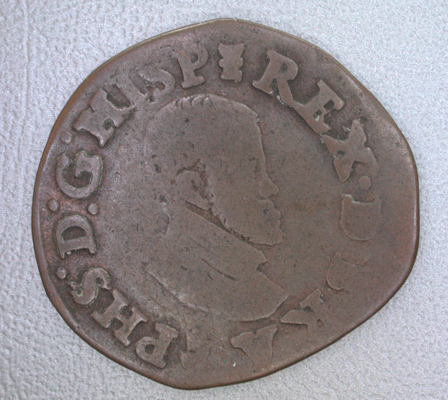 PHS: D: G: HISP REX · D